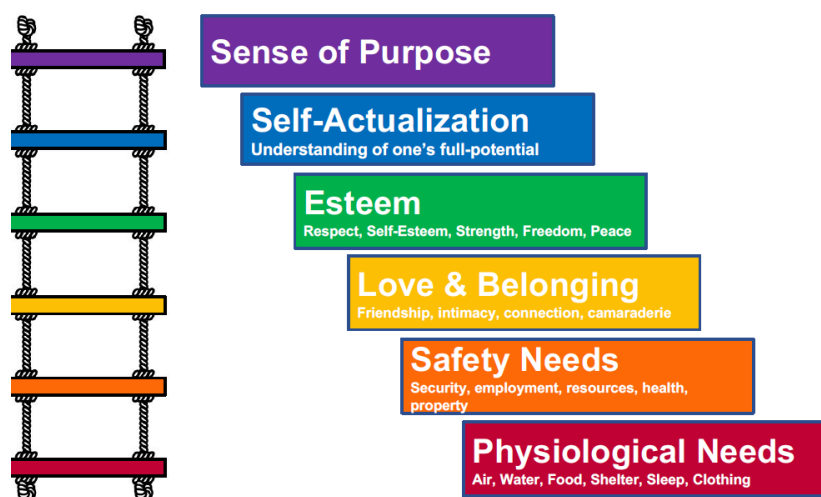 Sense of Purpose
Self-Actualization
Understanding of one's full-potential
Esteem
Respect, Self-Esteem, Strength, Freedom, Peace
Love & Belonging
Friendship, intimacy, connection, camaraderie
Safety Needs
Security, employment, resources, health,
property
Physiological Needs
Air, Water, Food, Shelter, Sleep, Clothing